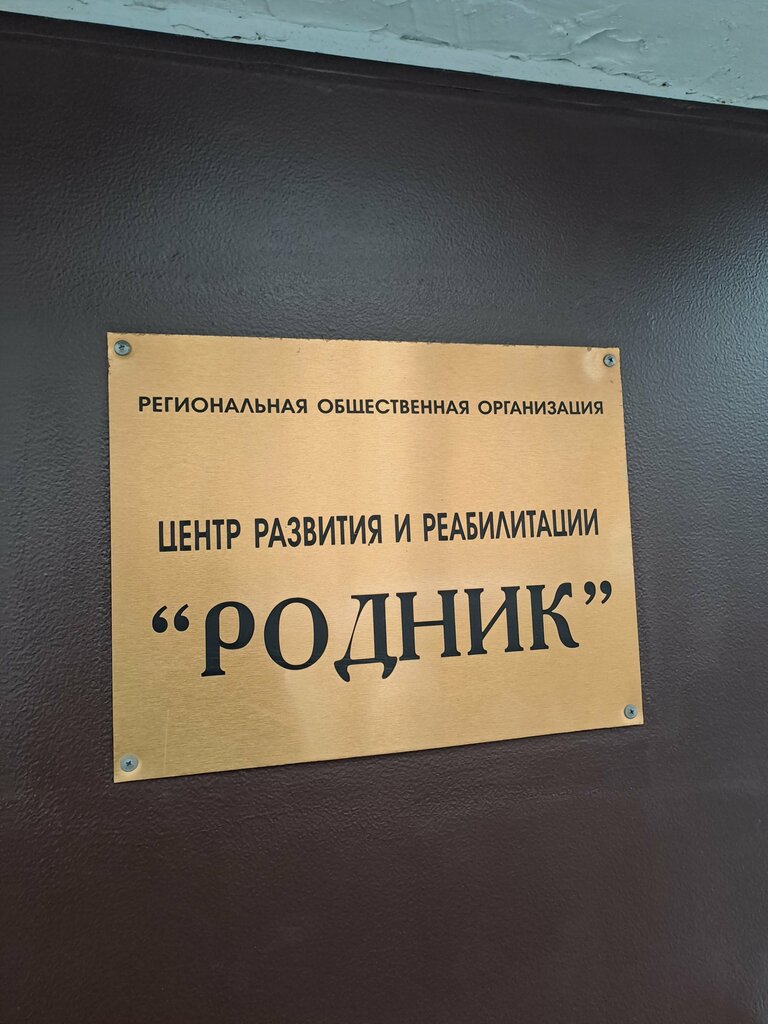 РЕГИОНАЛЬНАЯ ОБЩЕСТВЕННАЯ ОРГАНИЗАЦИЯ
ЦЕНТР РАЗВИТИЯ И РЕАБИЛИТАЦИИ
“РОДНИК”